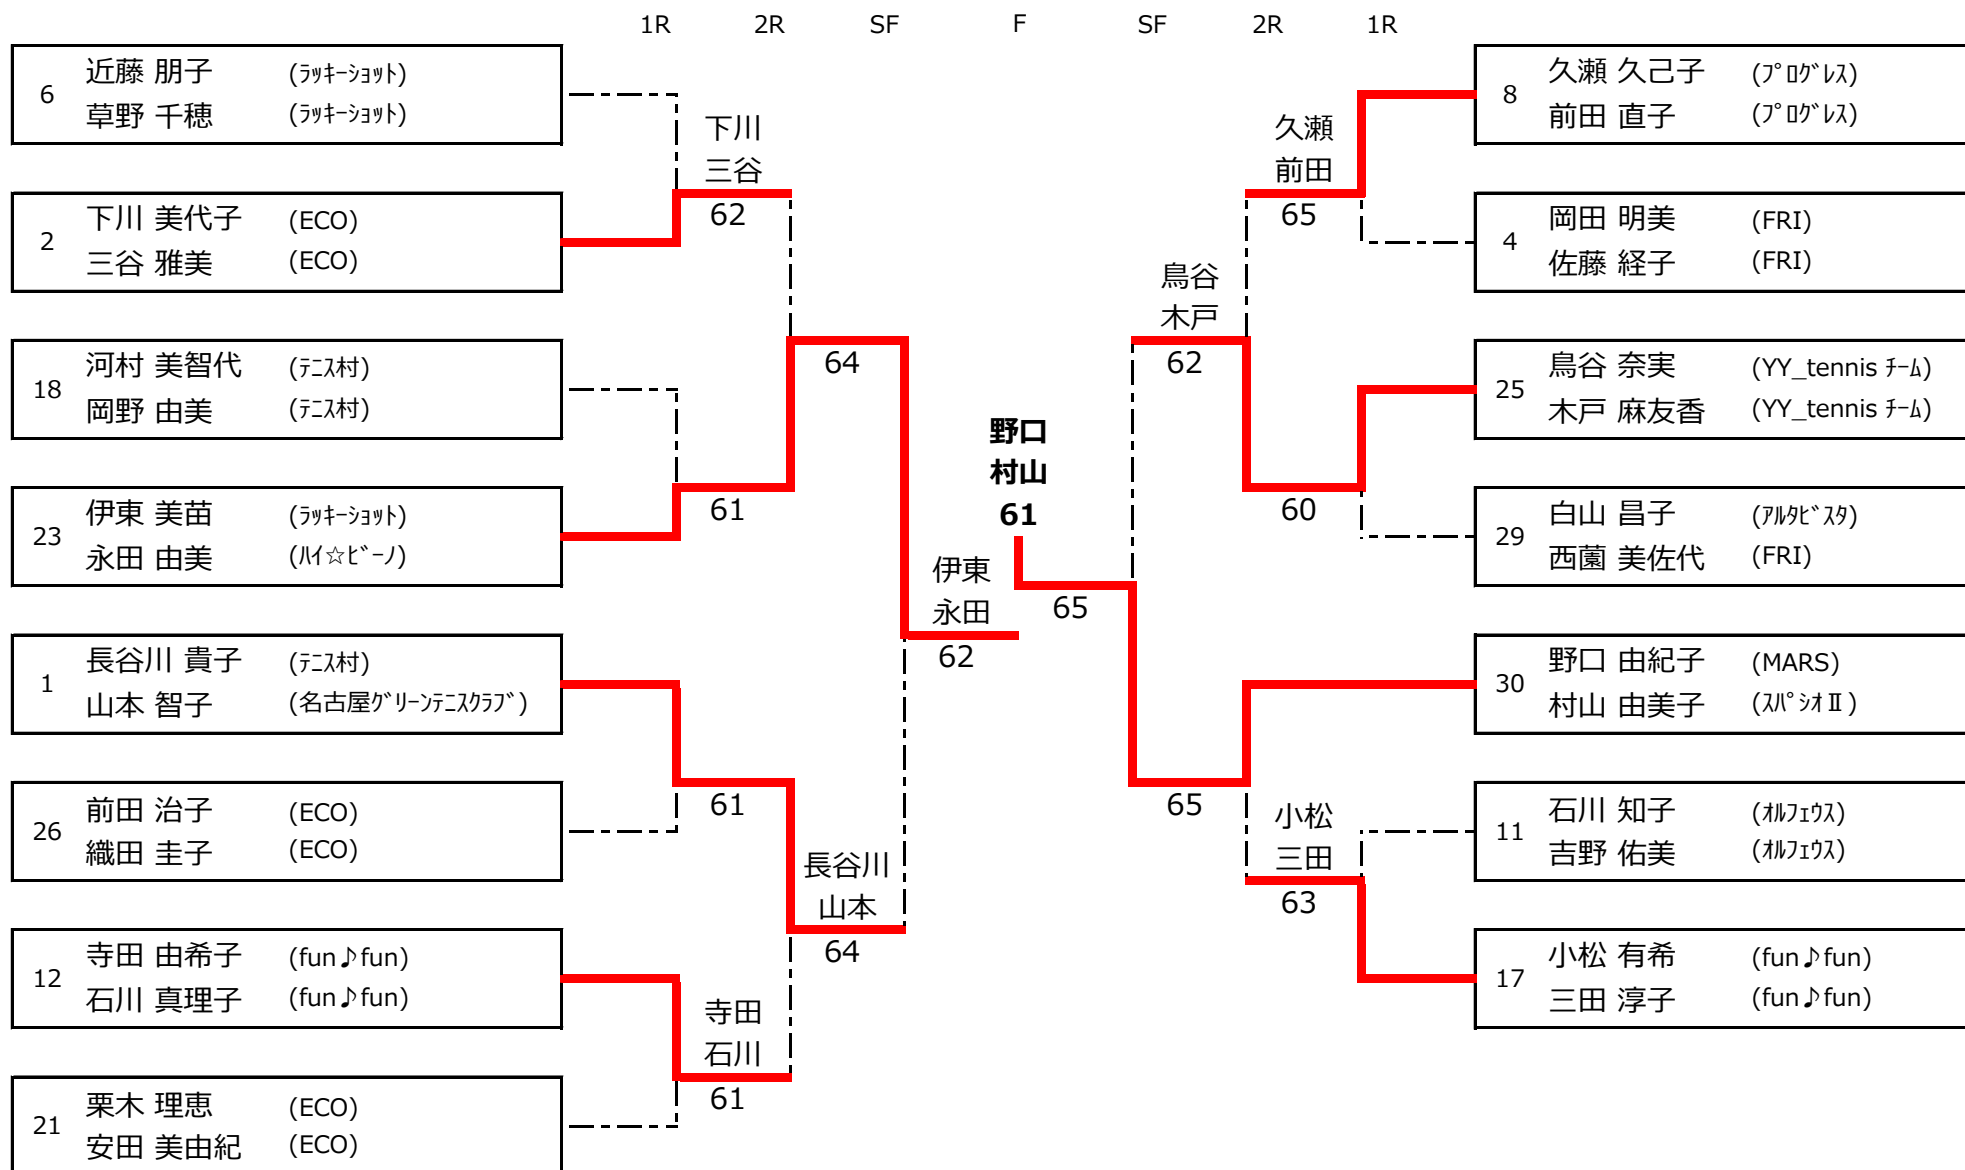 1R 2R SF F SF 2R 1R
6 近藤 朋子 (ﾗｯｷｰｼｮｯﾄ)
草野 千穂 (ﾗｯｷｰｼｮｯﾄ)
2 下川 美代子 (ECO)
三谷 雅美 (ECO)
18 河村 美智代 (ﾃﾆｽ村)
岡野 由美 (ﾃﾆｽ村)
23 伊東 美苗 (ﾗｯｷｰｼｮｯﾄ)
永田 由美 (ﾊｲ☆ﾋﾞｰﾉ)
1 長谷川 貴子 (ﾃﾆｽ村)
山本 智子 (名古屋ｸﾞﾘｰﾝﾃﾆｽｸﾗﾌﾞ)
26 前田 治子 (ECO)
織田 圭子 (ECO)
12 寺田 由希子 (fun♪fun)
石川 真理子 (fun♪fun)
21 栗木 理恵 (ECO)
安田 美由紀 (ECO)
下川
三谷
62
61
61
寺田
石川
61
64
長谷川
山本
64
伊東
永田
62
野口
村山
61
65
鳥谷
木戸
62
65
久瀬
前田
65
60
小松
三田
63
8 久瀬 久己子 (ﾌﾟﾛｸﾞﾚｽ)
前田 直子 (ﾌﾟﾛｸﾞﾚｽ)
4 岡田 明美 (FRI)
佐藤 経子 (FRI)
25 鳥谷 奈実 (YY_tennis ﾁｰﾑ)
木戸 麻友香 (YY_tennis ﾁｰﾑ)
29 白山 昌子 (ｱﾙﾀﾋﾞｽﾀ)
西薗 美佐代 (FRI)
30 野口 由紀子 (MARS)
村山 由美子 (ｽﾊﾟｼｵⅡ)
11 石川 知子 (ｵﾙﾌｪｳｽ)
吉野 佑美 (ｵﾙﾌｪｳｽ)
17 小松 有希 (fun♪fun)
三田 淳子 (fun♪fun)